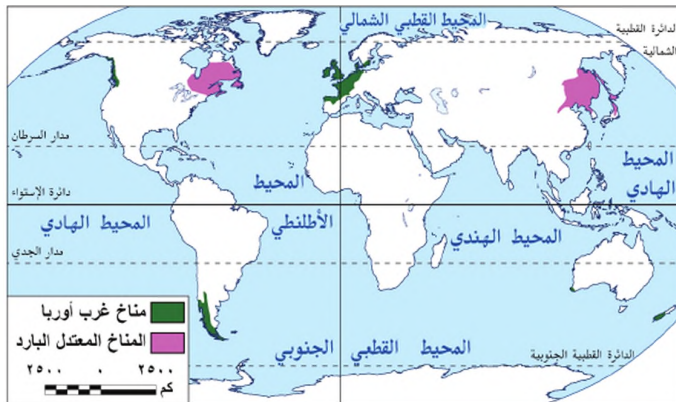 المحيط القطبي الشمالي
الدائرة القطبية
الشمالية
مدار السرطان
المحيط
الهادي
المحيط
دائرة الإستواء
الأطلنطي
المحيط الهادي
المحيط الهندي
مدار الجدي
مناخ غرب أوربا
المناخ المعتدل البارد
٢٥٠٠ ٠ ٢٥٠٠
كم
المحيط القطبي الجنوبي
الدائرة القطبية الجنوبية